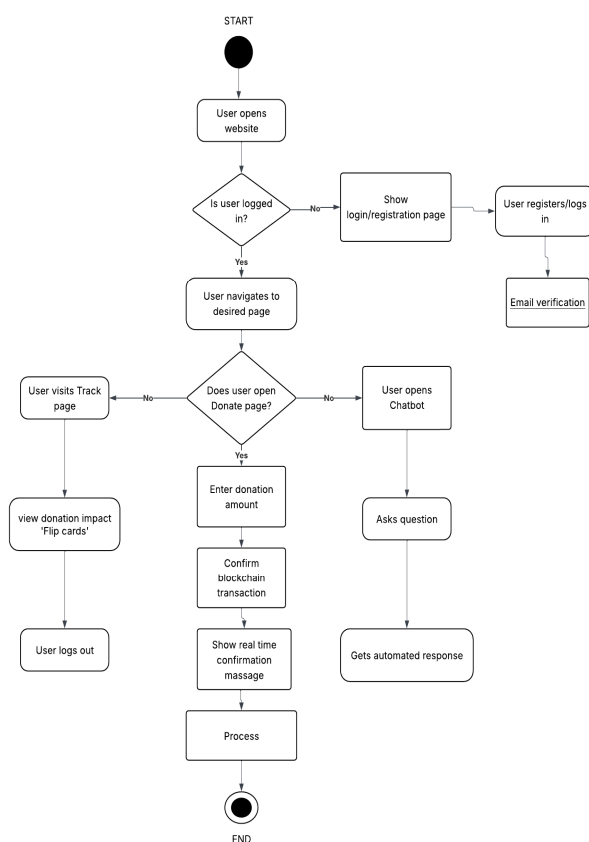 START
User opens
website
Is user logged
in?
No
Show
login/registration page
User registers/logs
in
Email verification
Yes
User navigates to
desired page
Does user open
Donate page?
No
User visits Track
page
No
User opens
Chatbot
Yes
view donation impact
'Flip cards'
Enter donation
amount
Asks question
Confirm
blockchain
transaction
User logs out
Show real time
confirmation
massage
Gets automated response
Process
END